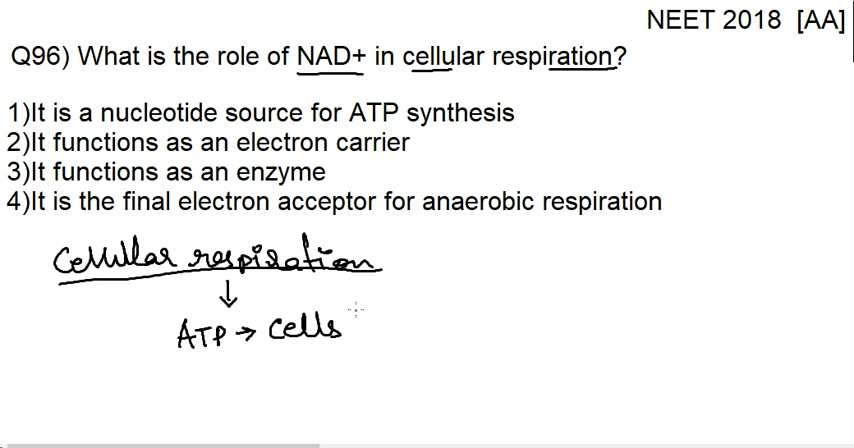 NEET 2018 [AA]
Q96) What is the role of NAD+ in cellular respiration?
1)It is a nucleotide source for ATP synthesis
2)It functions as an electron carrier
3)It functions as an enzyme
4)It is the final electron acceptor for anaerobic respiration
Cellular respiration
↓
ATP → Cells